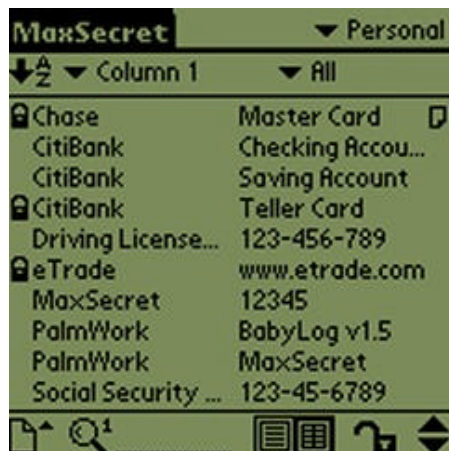 MaxSecret Personal
A Z Column 1 All
Chase Master Card
CitiBank Checking Accou...
CitiBank Saving Account
CitiBank Teller Card
Driving License... 123-456-789
eTrade www.etrade.com
MaxSecret 12345
PalmWork BabyLog v1.5
PalmWork MaxSecret
Social Security ... 123-45-6789
1